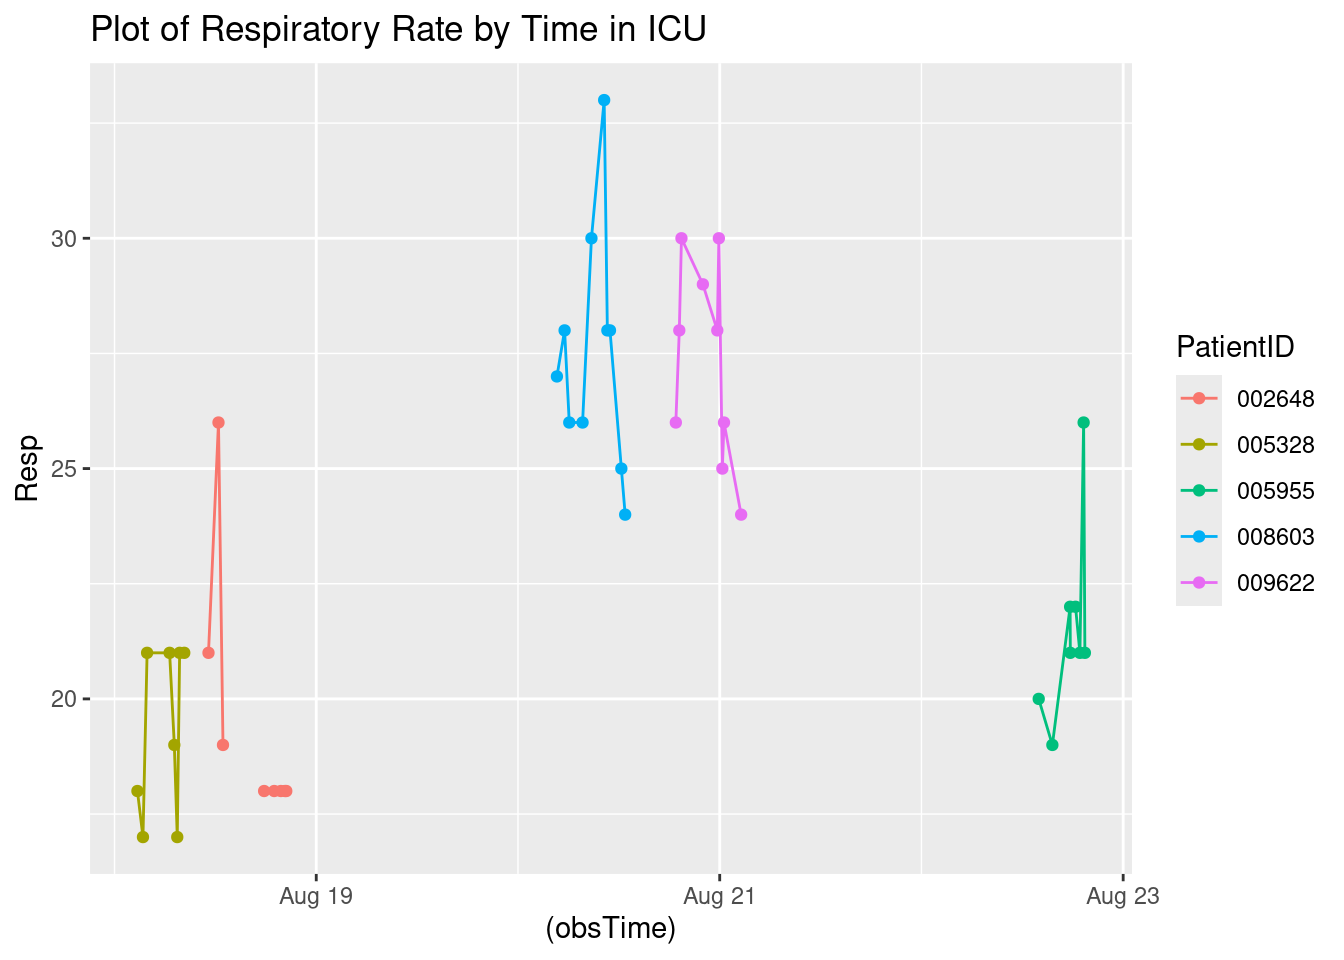 Plot of Respiratory Rate by Time in ICU
Resp
30
25
20
Aug 19
Aug 21
Aug 23
(obsTime)
PatientID
002648
005328
005955
008603
009622